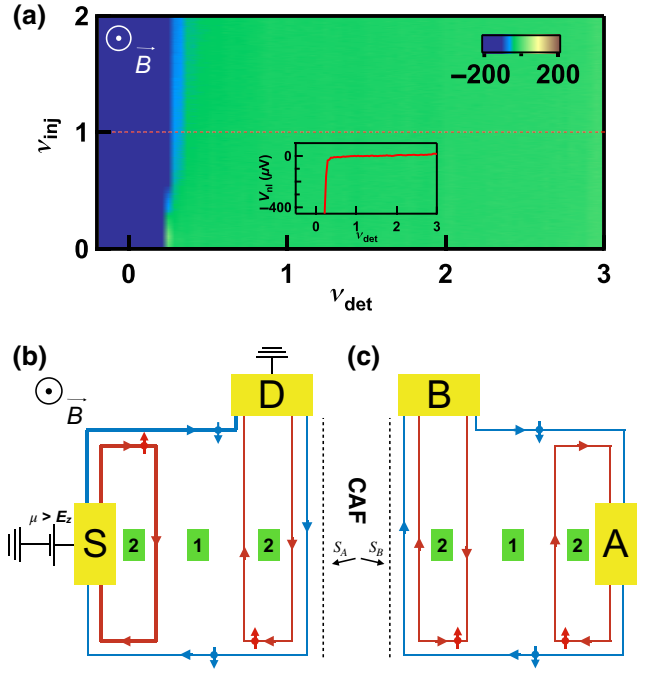 (a)
2
1
0
ν_inj
B
−200 200
0
−400
V_nl (μV)
0 1 2 3
ν_det
0 1 2 3
ν_det
(b)
B
D
μ > E_z
S
2 1 2
CAF
S_A S_B
(c)
B
2 1 2
A